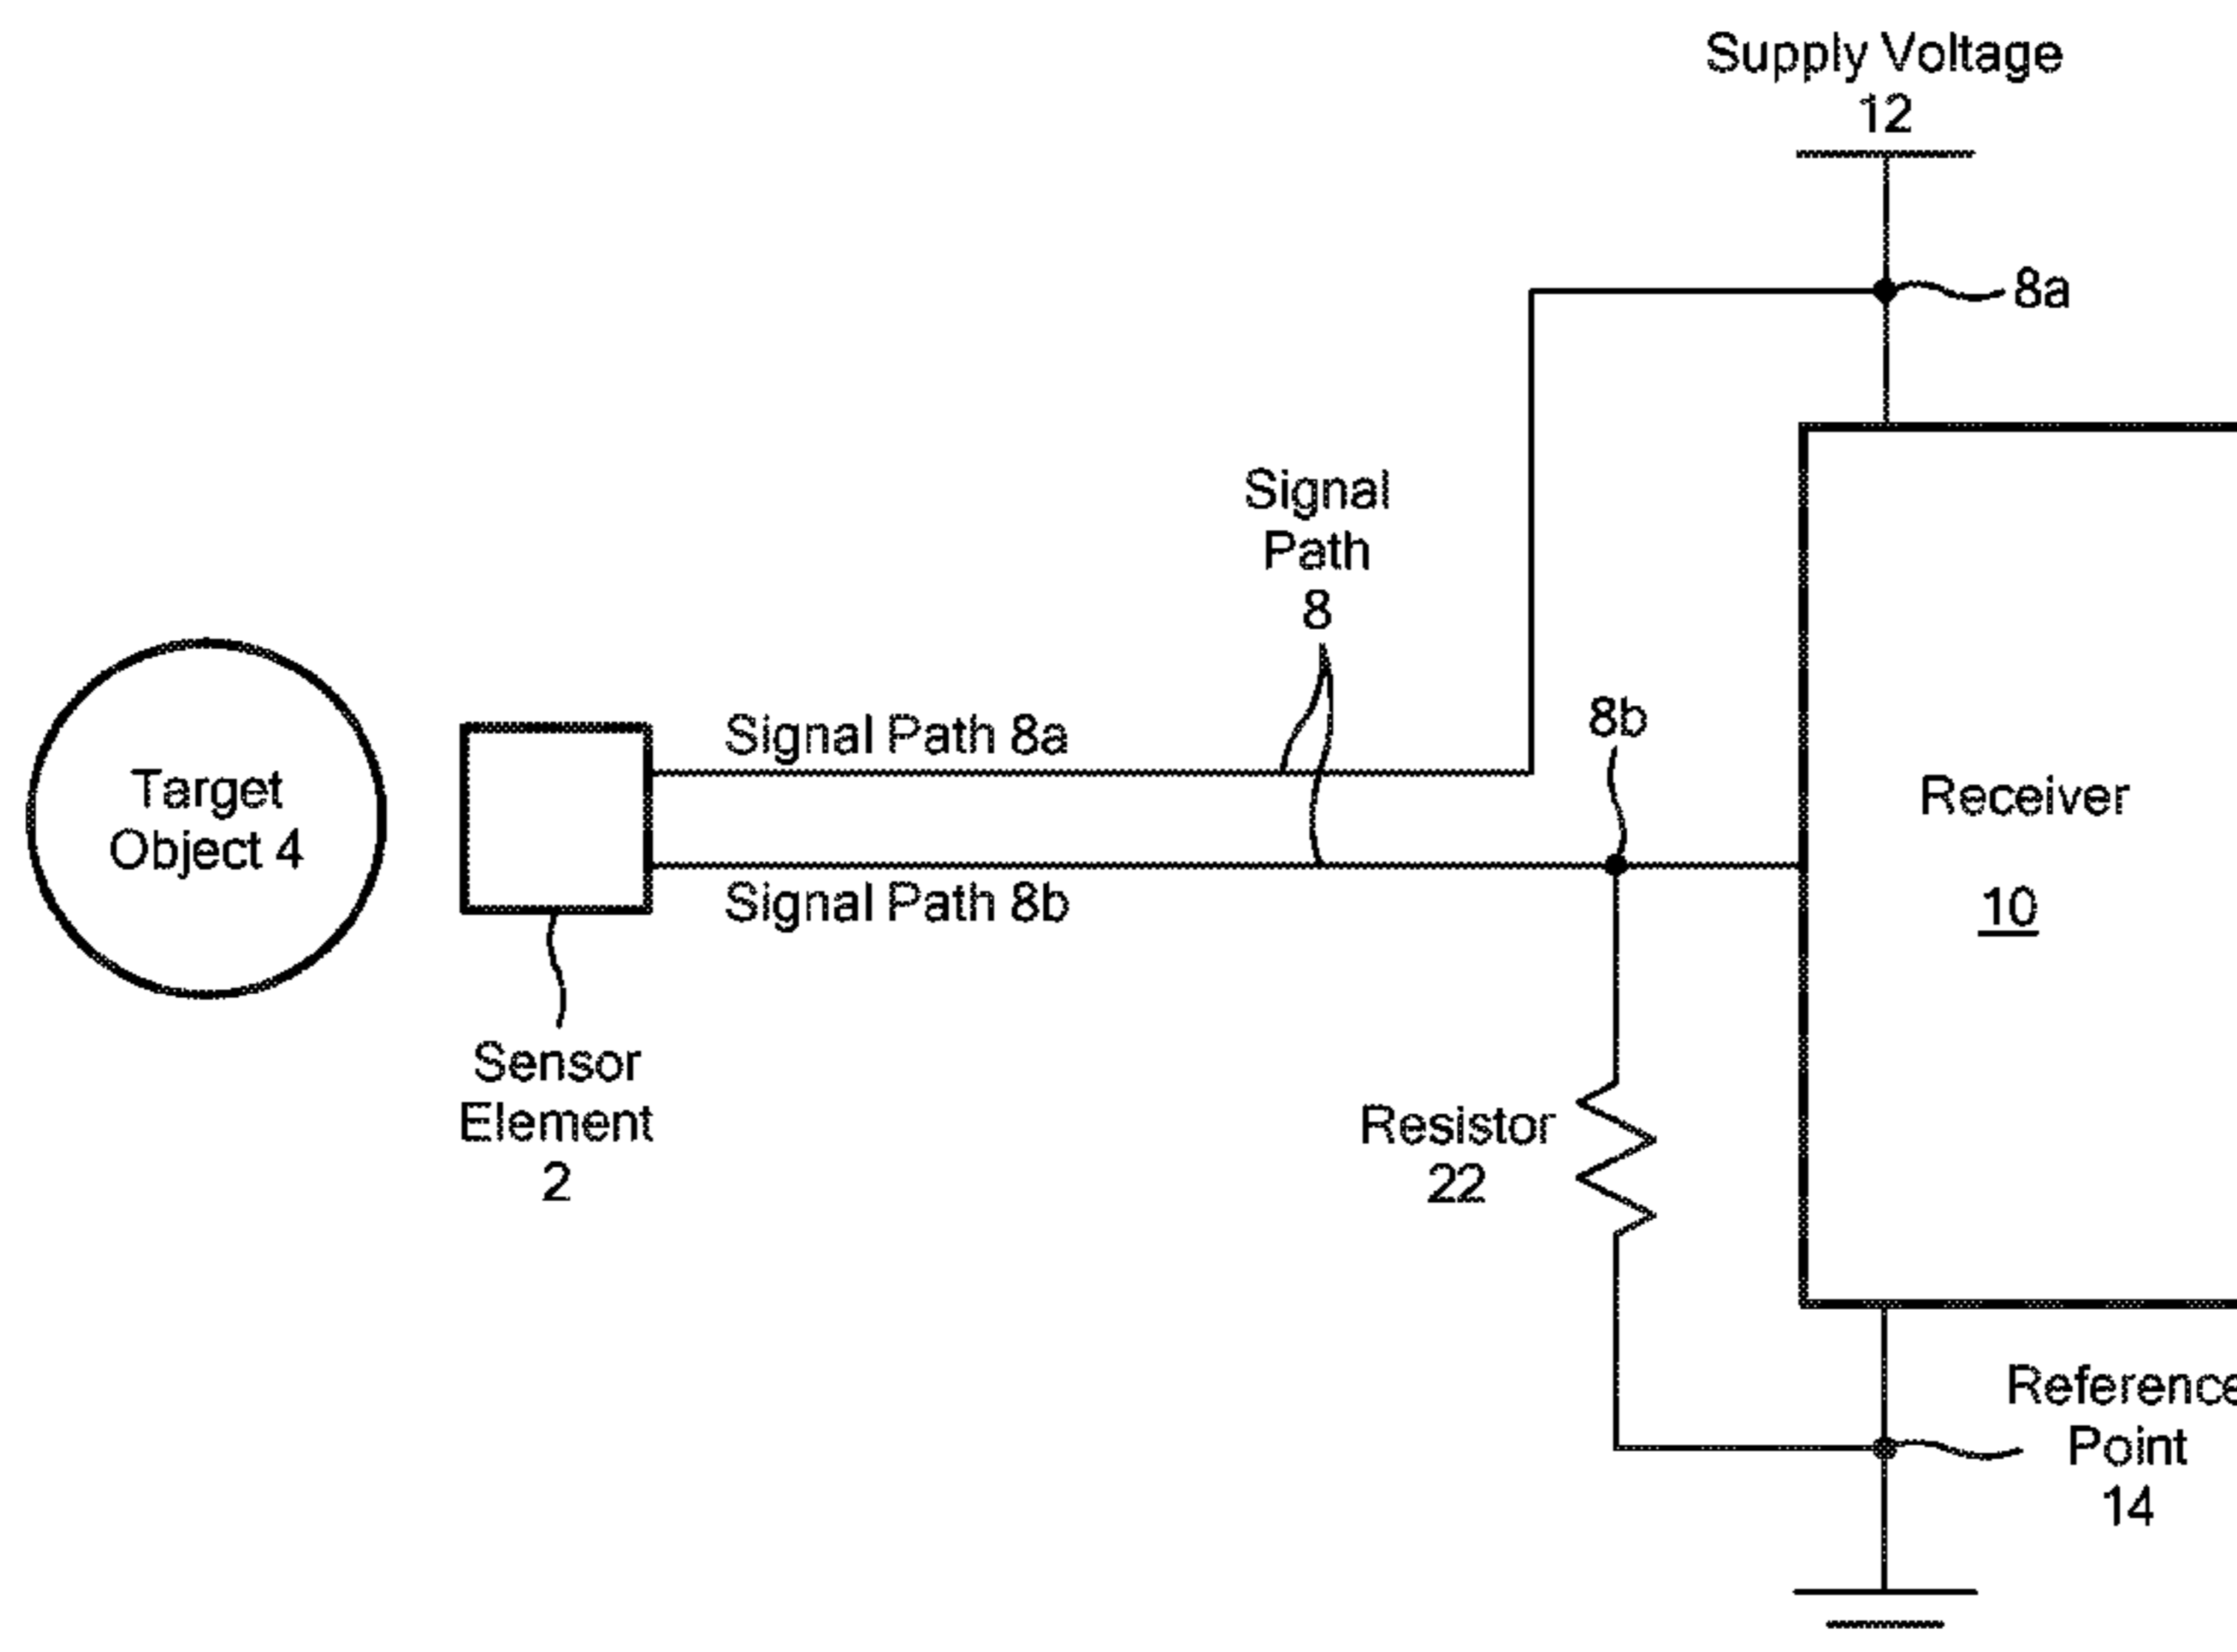 Supply Voltage
12
8a
Signal
Path
8
8b
Signal Path 8a
Target
Object 4
Receiver
10
Signal Path 8b
Sensor
Element
2
Resistor
22
Reference
Point
14